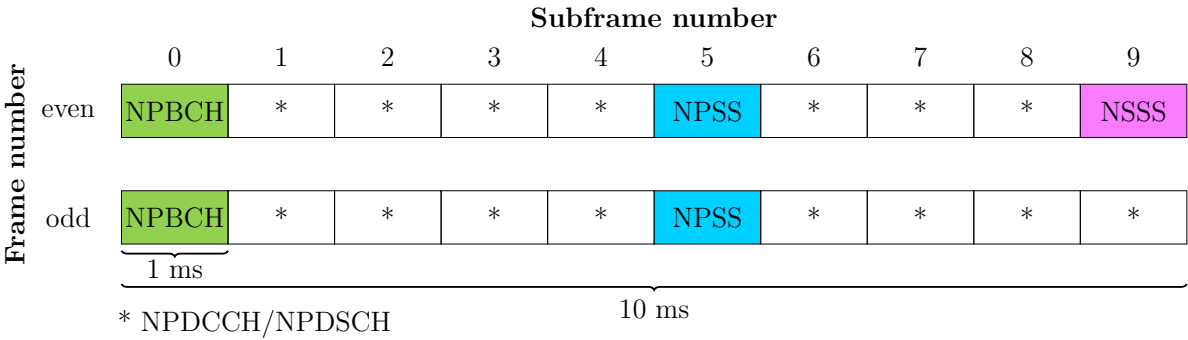 Subframe number
0 1 2 3 4 5 6 7 8 9
Frame number
even NPBCH * * * * NPSS * * * NSSS
odd NPBCH * * * * NPSS * * * *
1 ms
10 ms
* NPDCCH/NPDSCH